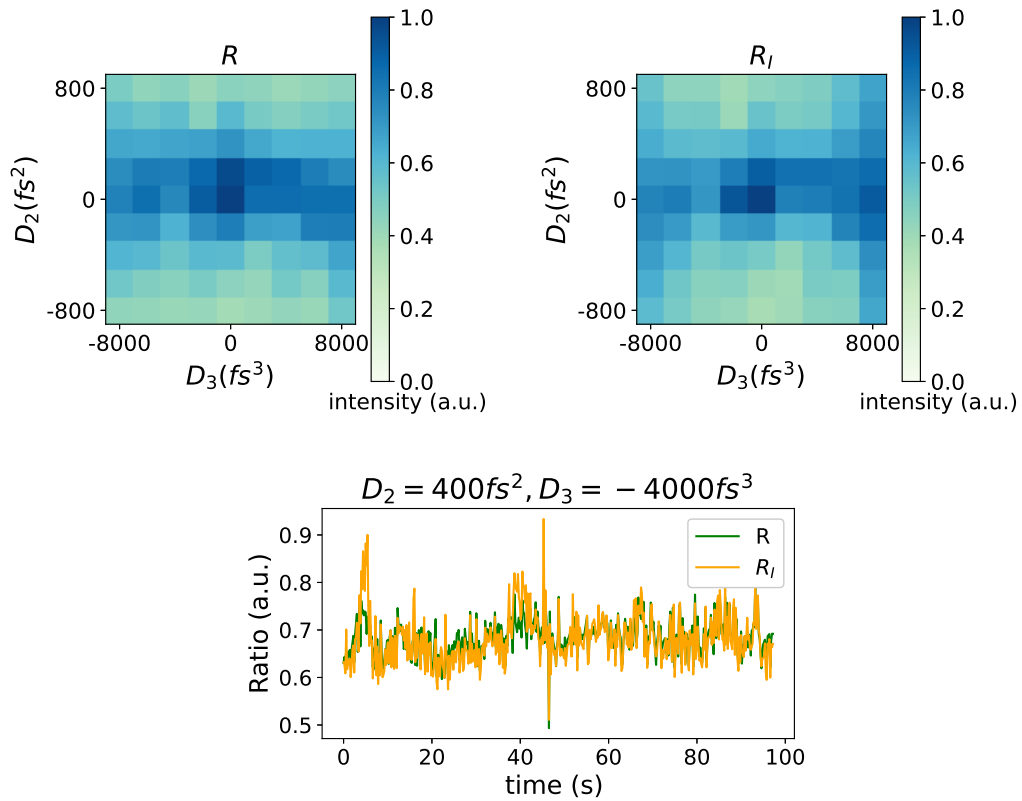 R
1.0
0.8
0.6
0.4
0.2
0.0
800
0
-800
D₂(fs²)
-8000 0 8000
D₃(fs³)
intensity (a.u.)
R_I
1.0
0.8
0.6
0.4
0.2
0.0
800
0
-800
D₂(fs²)
-8000 0 8000
D₃(fs³)
intensity (a.u.)
D₂ = 400fs², D₃ = −4000fs³
R
R_I
0.9
0.8
0.7
0.6
0.5
Ratio (a.u.)
0 20 40 60 80 100
time (s)